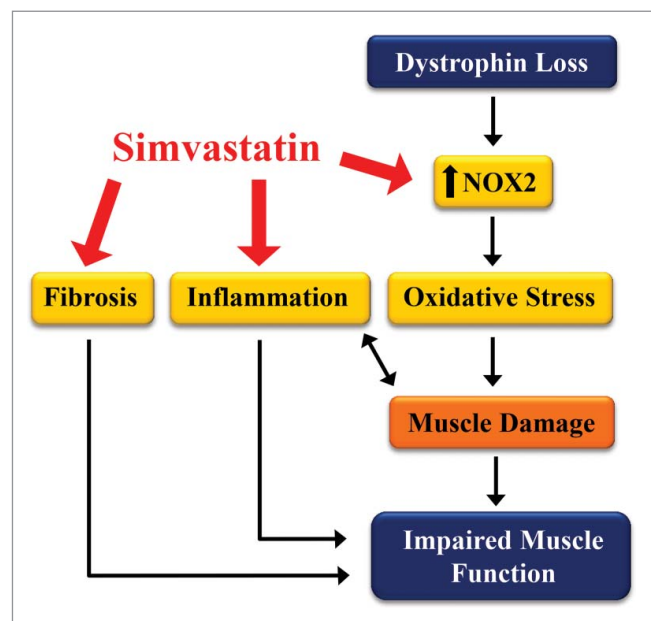 Dystrophin Loss
Simvastatin
NOX2
Fibrosis
Inflammation
Oxidative Stress
Muscle Damage
Impaired Muscle
Function